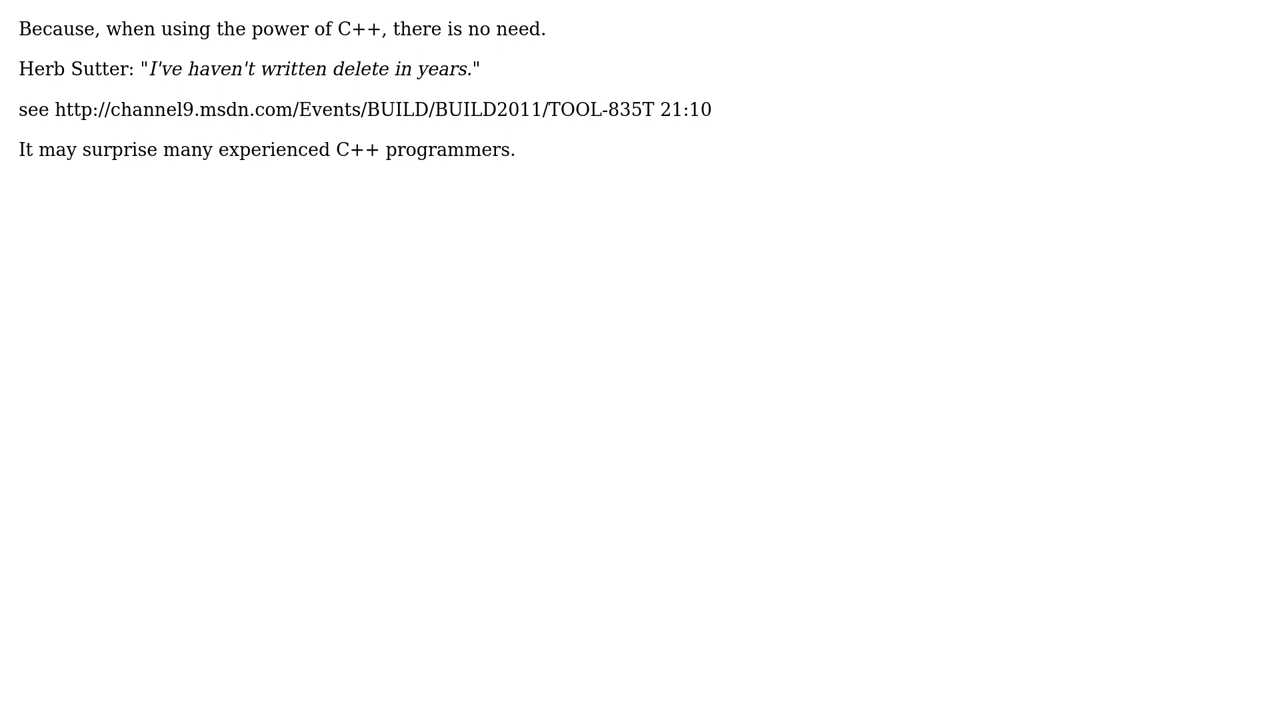 Because, when using the power of C++, there is no need.
Herb Sutter: "I've haven't written delete in years."
see http://channel9.msdn.com/Events/BUILD/BUILD2011/TOOL-835T 21:10
It may surprise many experienced C++ programmers.